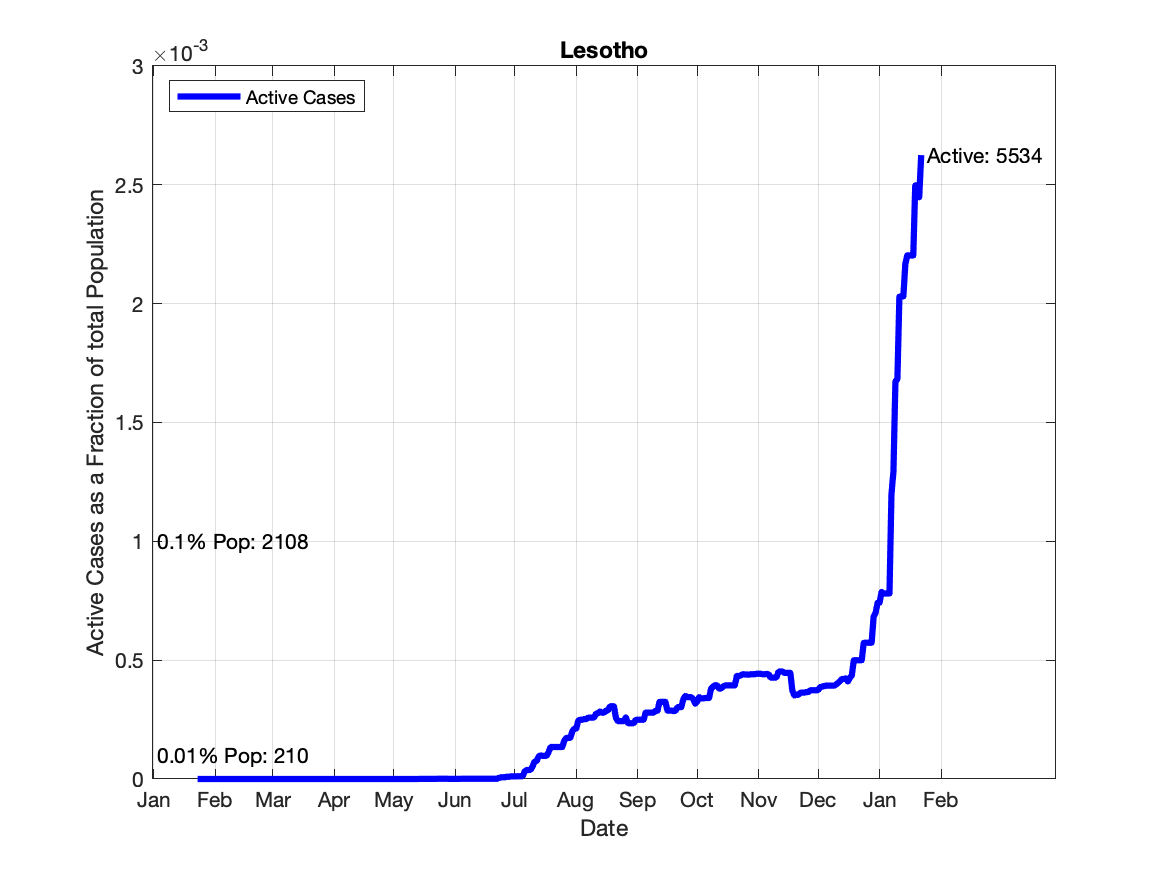 Lesotho
×10-3
Active Cases
3
2.5
2
1.5
1
0.5
0
Active Cases as a Fraction of total Population
Active: 5534
0.1% Pop: 2108
0.01% Pop: 210
Jan Feb Mar Apr May Jun Jul Aug Sep Oct Nov Dec Jan Feb
Date